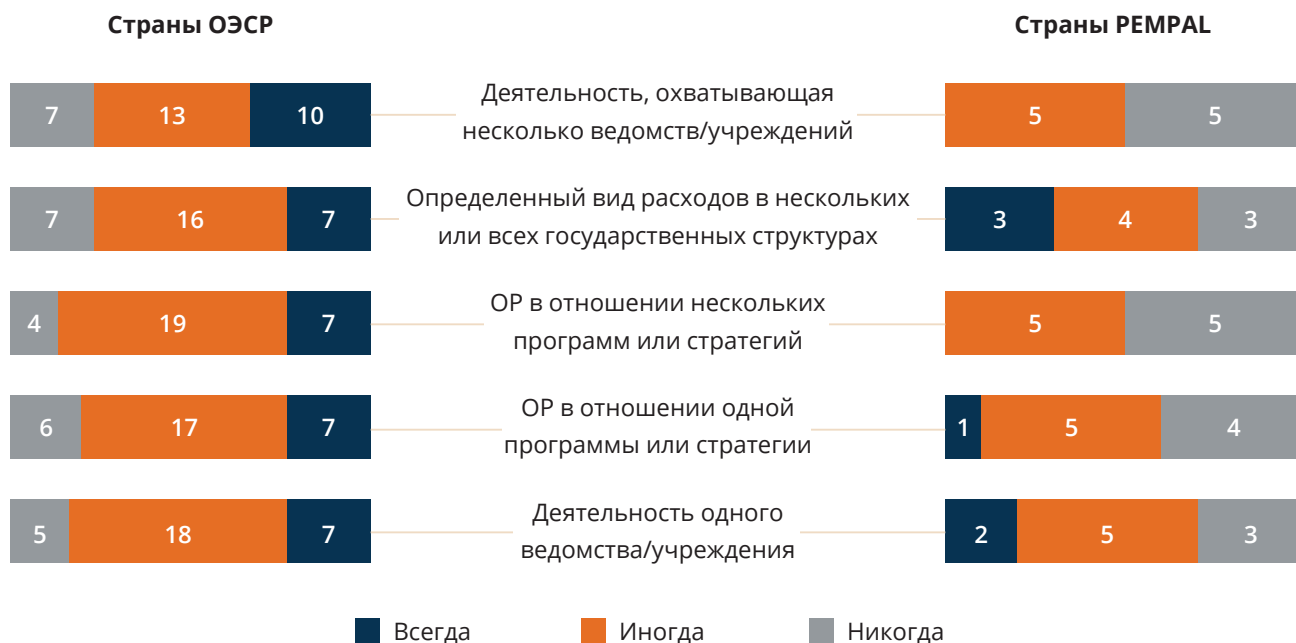 Страны ОЭСР
Страны PEMPAL
7 13 10
Деятельность, охватывающая
несколько ведомств/учреждений
5 5
7 16 7
Определенный вид расходов в нескольких
или всех государственных структурах
3 4 3
4 19 7
ОР в отношении нескольких
программ или стратегий
5 5
6 17 7
ОР в отношении одной
программы или стратегии
1 5 4
5 18 7
Деятельность одного
ведомства/учреждения
2 5 3
Всегда
Иногда
Никогда